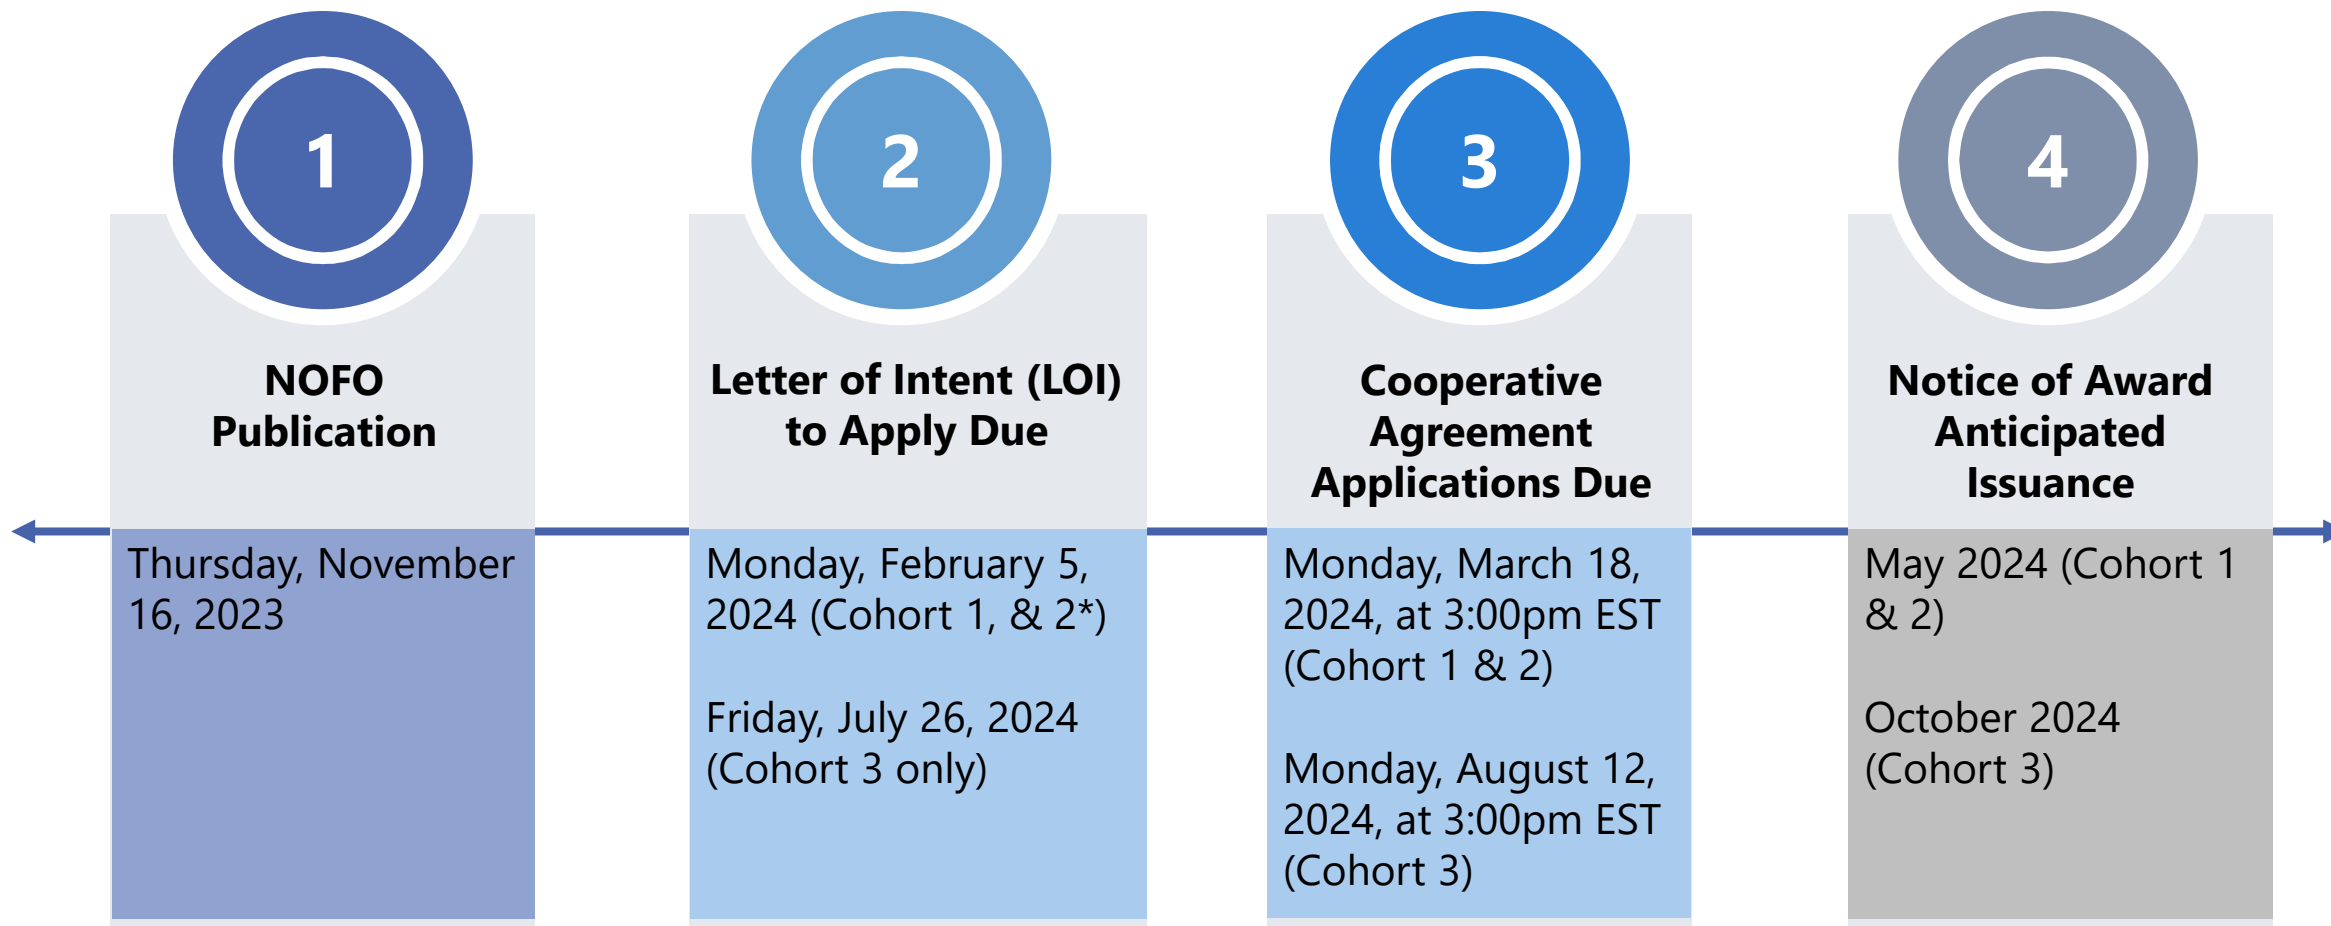 1
NOFO
Publication
Thursday, November
16, 2023
2
Letter of Intent (LOI)
to Apply Due
Monday, February 5,
2024 (Cohort 1, & 2*)
Friday, July 26, 2024
(Cohort 3 only)
3
Cooperative
Agreement
Applications Due
Monday, March 18,
2024, at 3:00pm EST
(Cohort 1 & 2)
Monday, August 12,
2024, at 3:00pm EST
(Cohort 3)
4
Notice of Award
Anticipated
Issuance
May 2024 (Cohort 1
& 2)
October 2024
(Cohort 3)